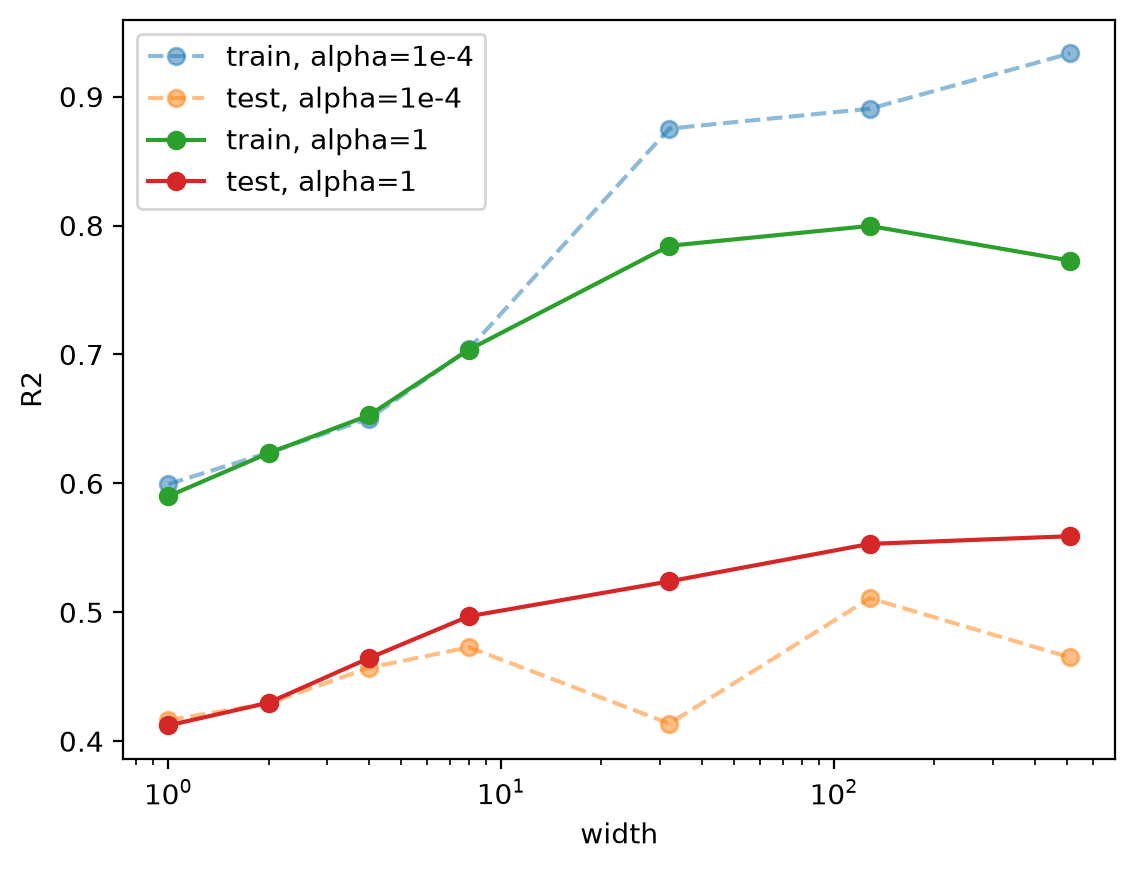 train, alpha=1e-4
test, alpha=1e-4
train, alpha=1
test, alpha=1
0.9
0.8
0.7
0.6
0.5
0.4
R2
10⁰
10¹
10²
width